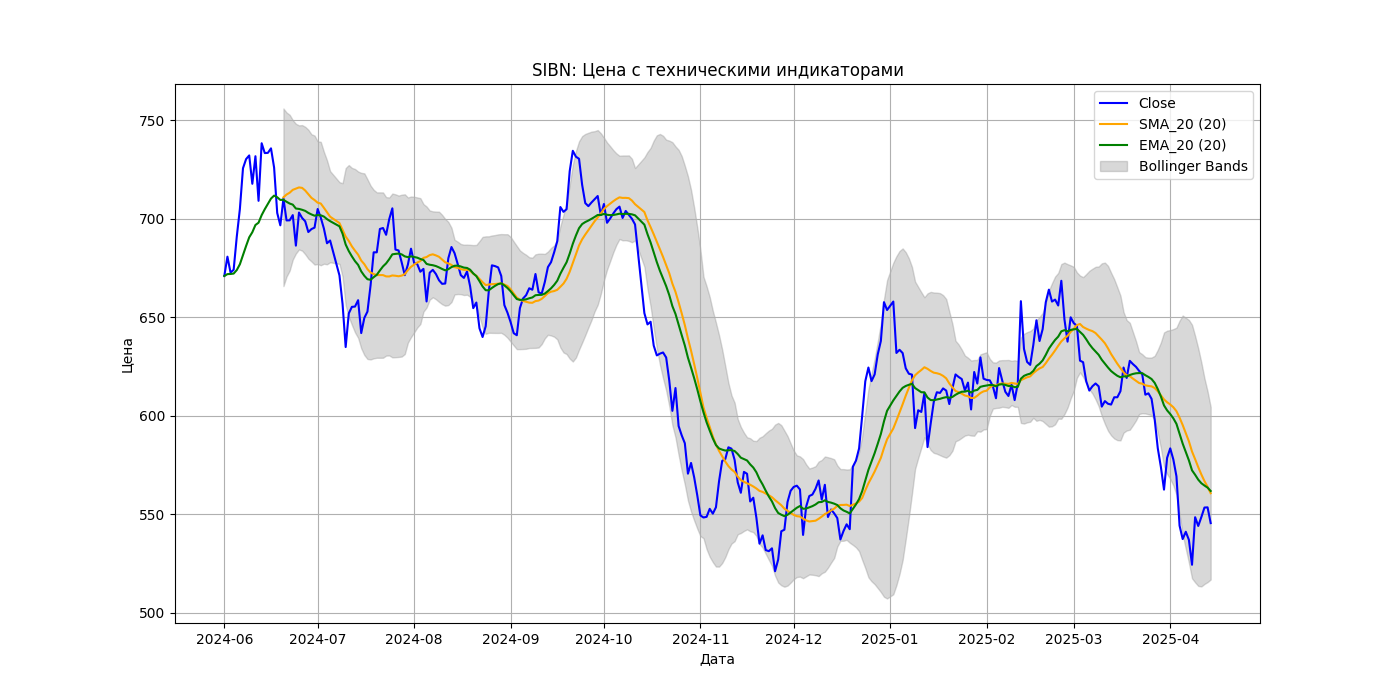 SIBN: Цена с техническими индикаторами
Close
SMA_20 (20)
EMA_20 (20)
Bollinger Bands
750
700
650
600
550
500
Цена
2024-06 2024-07 2024-08 2024-09 2024-10 2024-11 2024-12 2025-01 2025-02 2025-03 2025-04
Дата